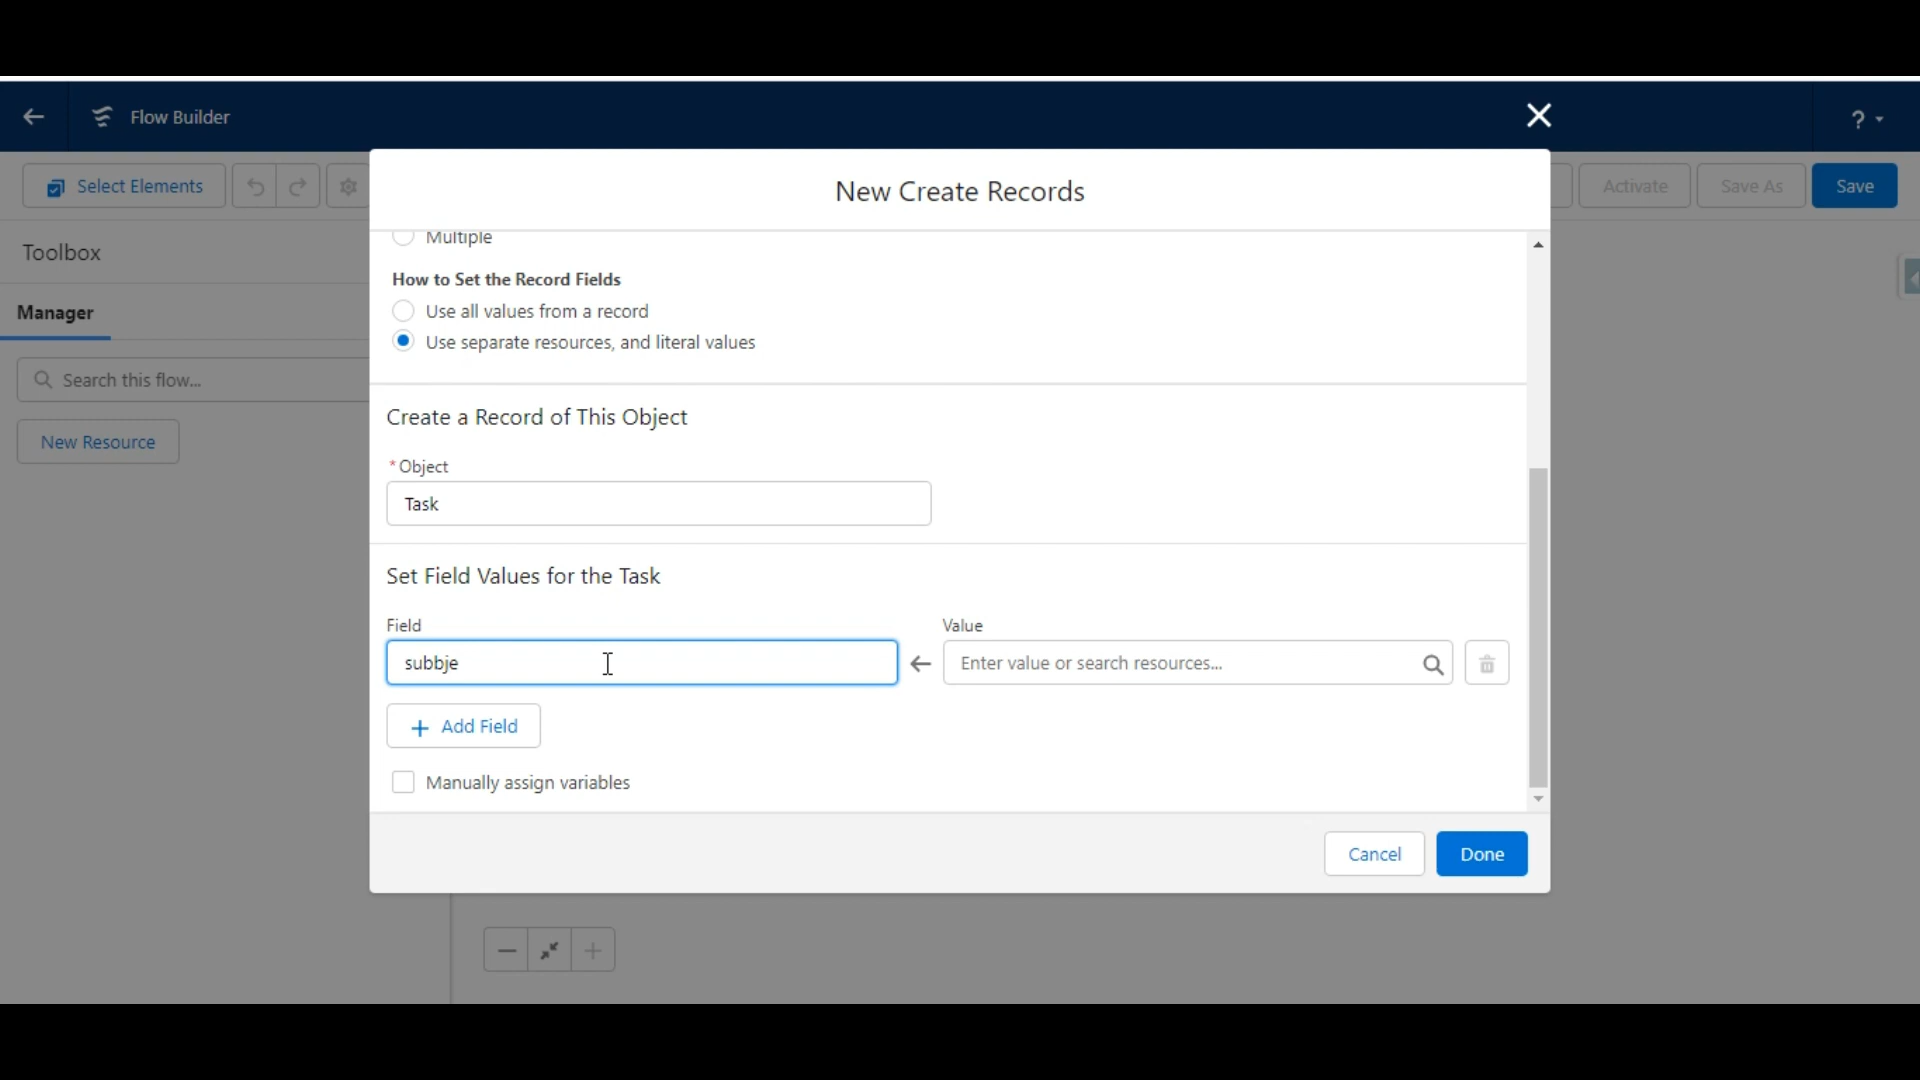 Flow Builder
?
Select Elements
Activate
Save As
Save
Toolbox
Manager
Search this flow...
New Resource
New Create Records
Multiple
How to Set the Record Fields
Use all values from a record
Use separate resources, and literal values
Create a Record of This Object
*Object
Task
Set Field Values for the Task
Field
Value
subbje
Enter value or search resources...
Add Field
Manually assign variables
Cancel
Done